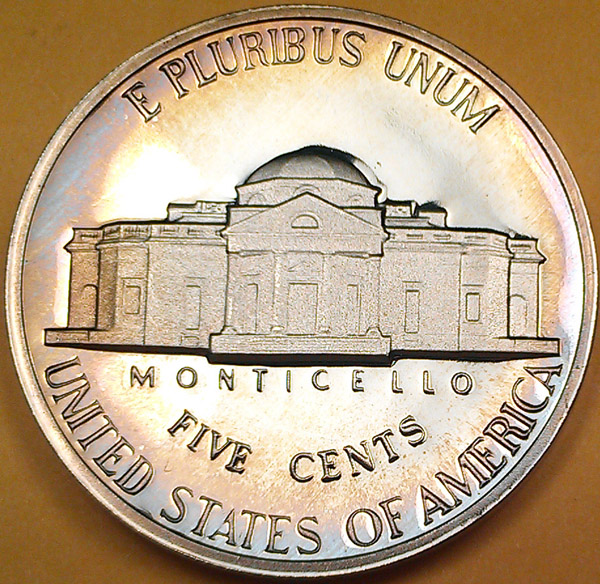 E PLURIBUS UNUM
MONTICELLO
FIVE CENTS
UNITED STATES OF AMERICA